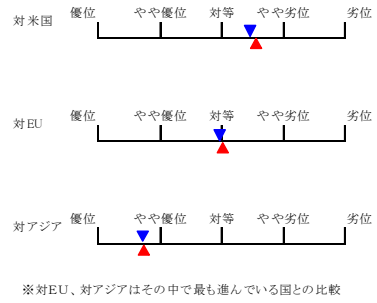 対米国 優位 やや優位 対等 やや劣位 劣位
対EU 優位 やや優位 対等 やや劣位 劣位
対アジア 優位 やや優位 対等 やや劣位 劣位
※対EU、対アジアはその中で最も進んでいる国との比較